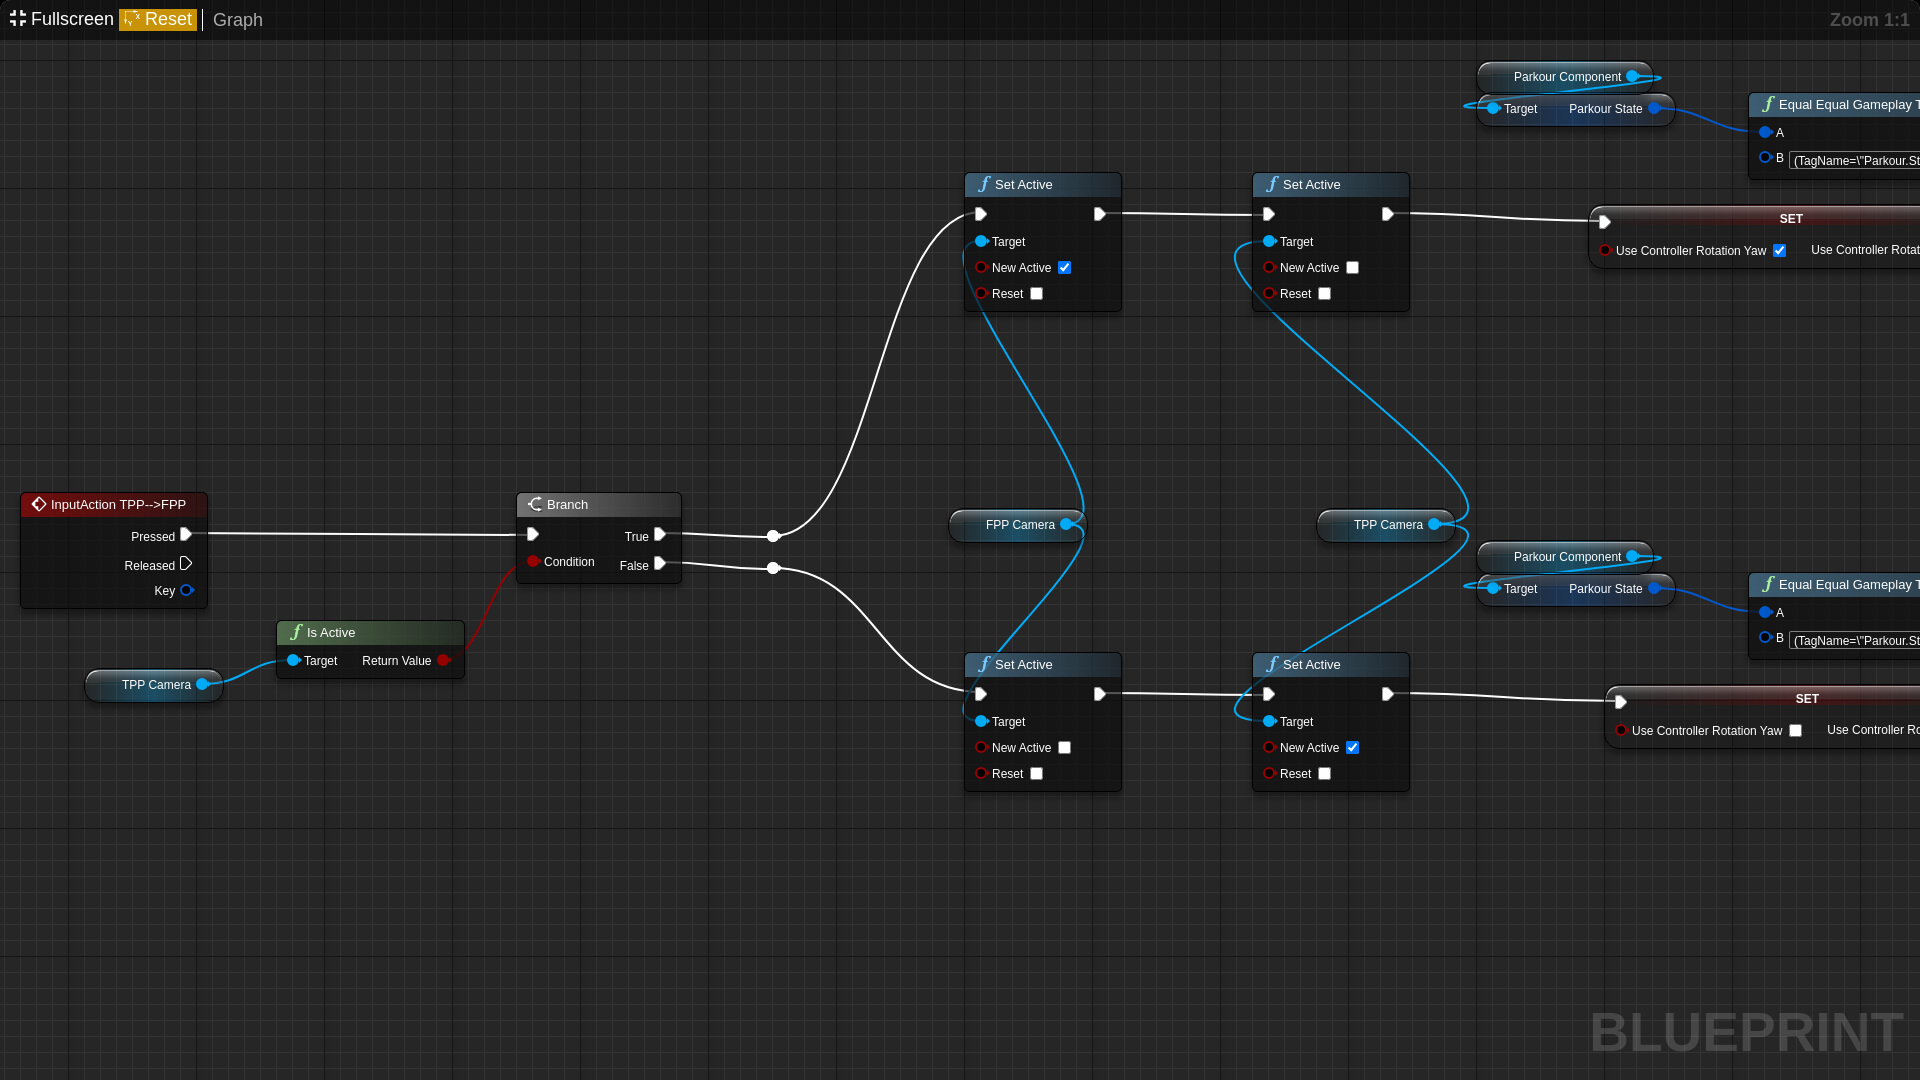 Fullscreen Reset Graph Zoom 1:1
Parkour Component
Target Parkour State
Equal Equal Gameplay T
A
B (TagName=\"Parkour.St
Set Active
Target
New Active
Reset
Set Active
Target
New Active
Reset
SET
Use Controller Rotation Yaw Use Controller Rotat
InputAction TPP-->FPP
Pressed
Released
Key
Branch
True
Condition False
FPP Camera
TPP Camera
Parkour Component
Target Parkour State
Equal Equal Gameplay T
A
B (TagName=\"Parkour.St
Is Active
Target Return Value
TPP Camera
Set Active
Target
New Active
Reset
Set Active
Target
New Active
Reset
SET
Use Controller Rotation Yaw Use Controller Ro
BLUEPRINT